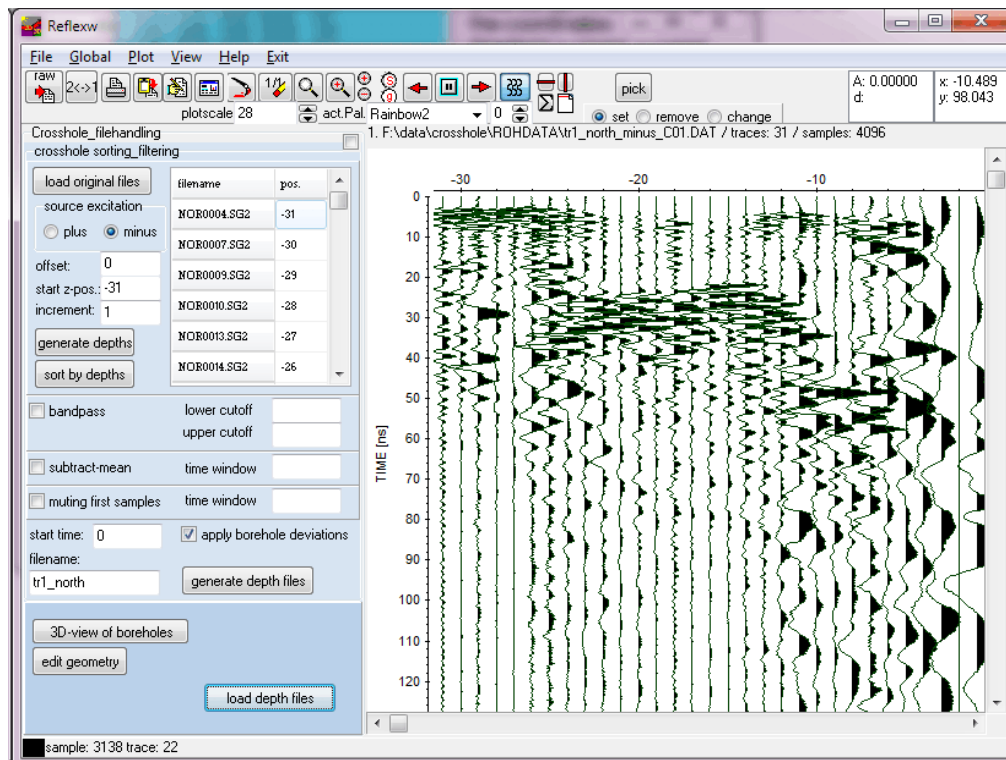 Reflexw
File Global Plot View Help Exit
raw 2<->1 1/2 S g pick A: 0.00000 x: -10.489
d: y: 98.043
plotscale 28 act.Pal. Rainbow2 0 set remove change
Crosshole_filehandling 1. F:\data\crosshole\ROHDATA\tr1_north_minus_C01.DAT / traces: 31 / samples: 4096
crosshole sorting_filtering
load original files filename pos.
source excitation NOR0004.SG2 -31
plus minus NOR0007.SG2 -30
offset: 0 NOR0009.SG2 -29
start z-pos.: -31 NOR0010.SG2 -28
increment: 1
generate depths NOR0013.SG2 -27
sort by depths NOR0014.SG2 -26
bandpass lower cutoff
upper cutoff
subtract-mean time window
muting first samples time window
start time: 0 apply borehole deviations
filename:
tr1_north generate depth files
3D-view of boreholes
edit geometry
load depth files
-30 -20 -10
0
10
20
30
40
50
60
70
80
90
100
110
120
TIME [ns]
sample: 3138 trace: 22